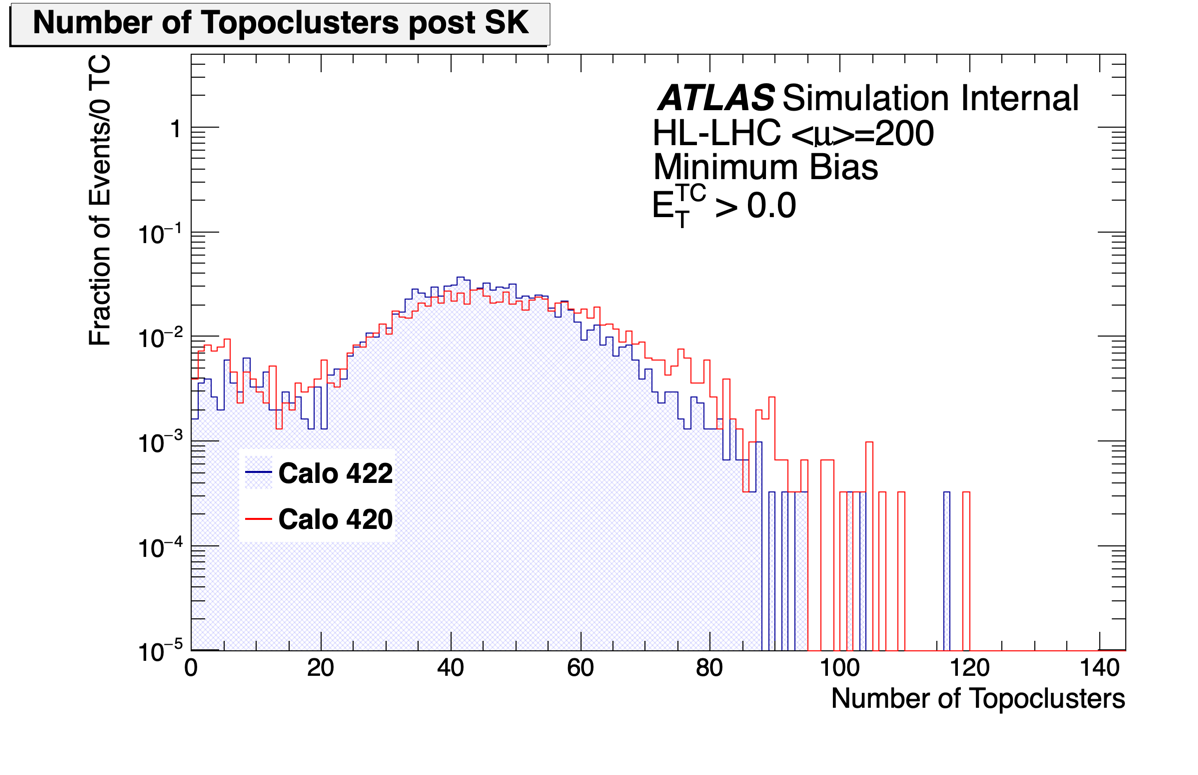 Number of Topoclusters post SK
Fraction of Events/0 TC
ATLAS Simulation Internal
HL-LHC <μ>=200
Minimum Bias
E_T^TC > 0.0
1
10⁻¹
10⁻²
10⁻³
10⁻⁴
10⁻⁵
Calo 422
Calo 420
0 20 40 60 80 100 120 140
Number of Topoclusters